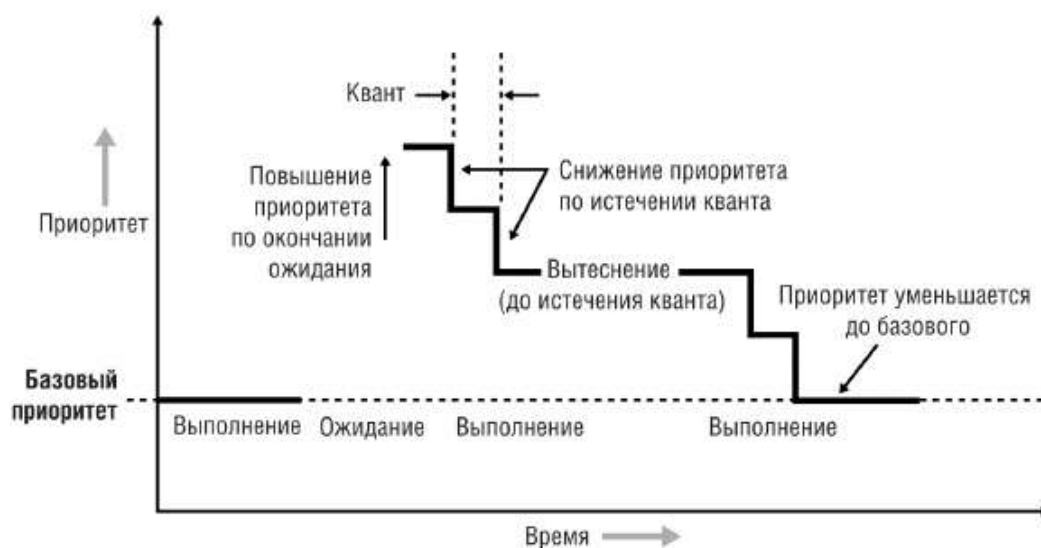 Квант
Повышение
приоритета
по окончании
ожидания
Снижение приоритета
по истечении кванта
Приоритет
Вытеснение
(до истечения кванта)
Приоритет уменьшается
до базового
Базовый
приоритет
Выполнение
Ожидание
Выполнение
Выполнение
Время